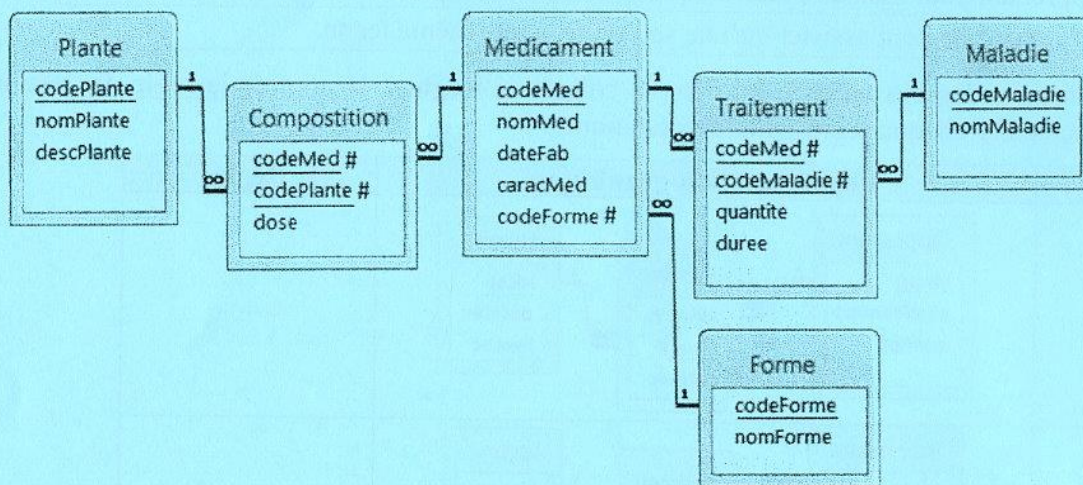 Plante
codePlante
nomPlante
descPlante
1
∞
Compostition
codeMed #
codePlante #
dose
∞
1
Medicament
codeMed
nomMed
dateFab
caracMed
codeForme #
1
∞
∞
1
Traitement
codeMed #
codeMaladie #
quantite
duree
∞
1
Maladie
codeMaladie
nomMaladie
Forme
codeForme
nomForme